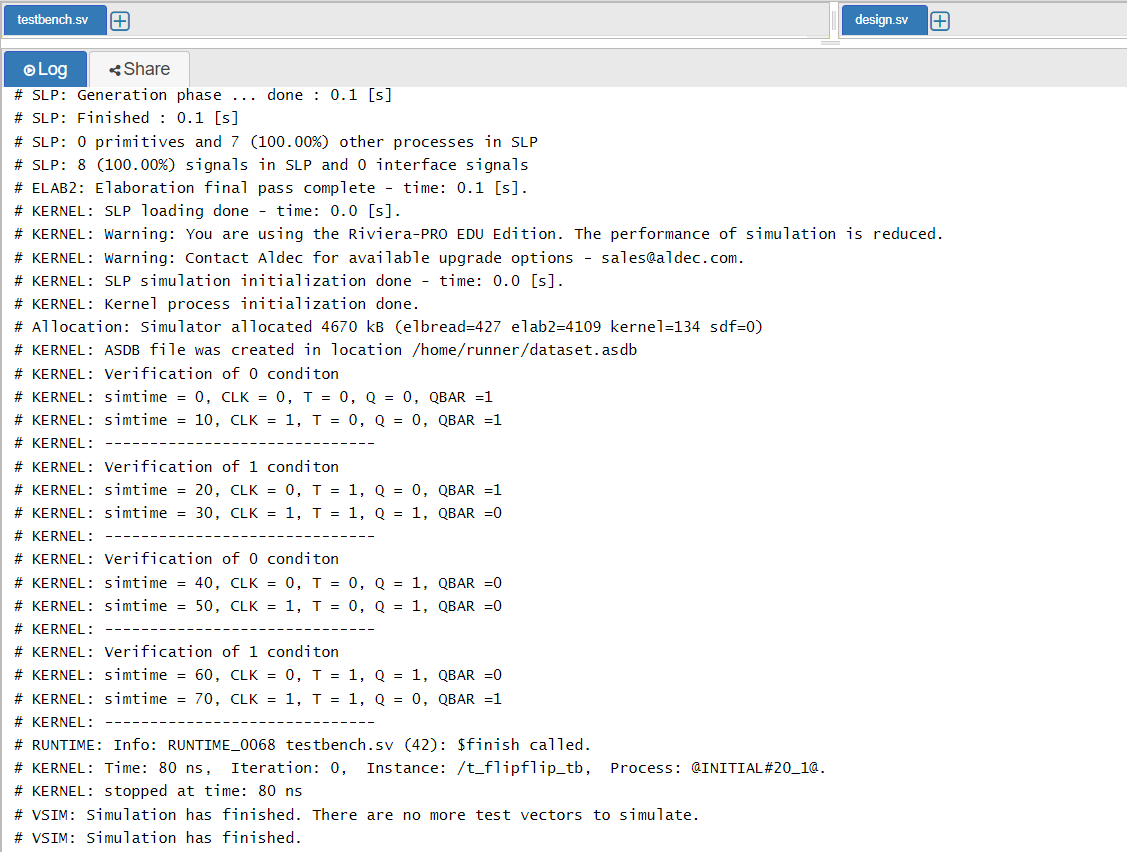 testbench.sv
design.sv
Log
Share
# SLP: Generation phase ... done : 0.1 [s]
# SLP: Finished : 0.1 [s]
# SLP: 0 primitives and 7 (100.00%) other processes in SLP
# SLP: 8 (100.00%) signals in SLP and 0 interface signals
# ELAB2: Elaboration final pass complete - time: 0.1 [s].
# KERNEL: SLP loading done - time: 0.0 [s].
# KERNEL: Warning: You are using the Riviera-PRO EDU Edition. The performance of simulation is reduced.
# KERNEL: Warning: Contact Aldec for available upgrade options - sales@aldec.com.
# KERNEL: SLP simulation initialization done - time: 0.0 [s].
# KERNEL: Kernel process initialization done.
# Allocation: Simulator allocated 4670 kB (elbread=427 elab2=4109 kernel=134 sdf=0)
# KERNEL: ASDB file was created in location /home/runner/dataset.asdb
# KERNEL: Verification of 0 conditon
# KERNEL: simtime = 0, CLK = 0, T = 0, Q = 0, QBAR =1
# KERNEL: simtime = 10, CLK = 1, T = 0, Q = 0, QBAR =1
# KERNEL: ------------------------------
# KERNEL: Verification of 1 conditon
# KERNEL: simtime = 20, CLK = 0, T = 1, Q = 0, QBAR =1
# KERNEL: simtime = 30, CLK = 1, T = 1, Q = 1, QBAR =0
# KERNEL: ------------------------------
# KERNEL: Verification of 0 conditon
# KERNEL: simtime = 40, CLK = 0, T = 0, Q = 1, QBAR =0
# KERNEL: simtime = 50, CLK = 1, T = 0, Q = 1, QBAR =0
# KERNEL: ------------------------------
# KERNEL: Verification of 1 conditon
# KERNEL: simtime = 60, CLK = 0, T = 1, Q = 1, QBAR =0
# KERNEL: simtime = 70, CLK = 1, T = 1, Q = 0, QBAR =1
# KERNEL: ------------------------------
# RUNTIME: Info: RUNTIME_0068 testbench.sv (42): $finish called.
# KERNEL: Time: 80 ns,  Iteration: 0,  Instance: /t_flipflip_tb,  Process: @INITIAL#20_1@.
# KERNEL: stopped at time: 80 ns
# VSIM: Simulation has finished. There are no more test vectors to simulate.
# VSIM: Simulation has finished.